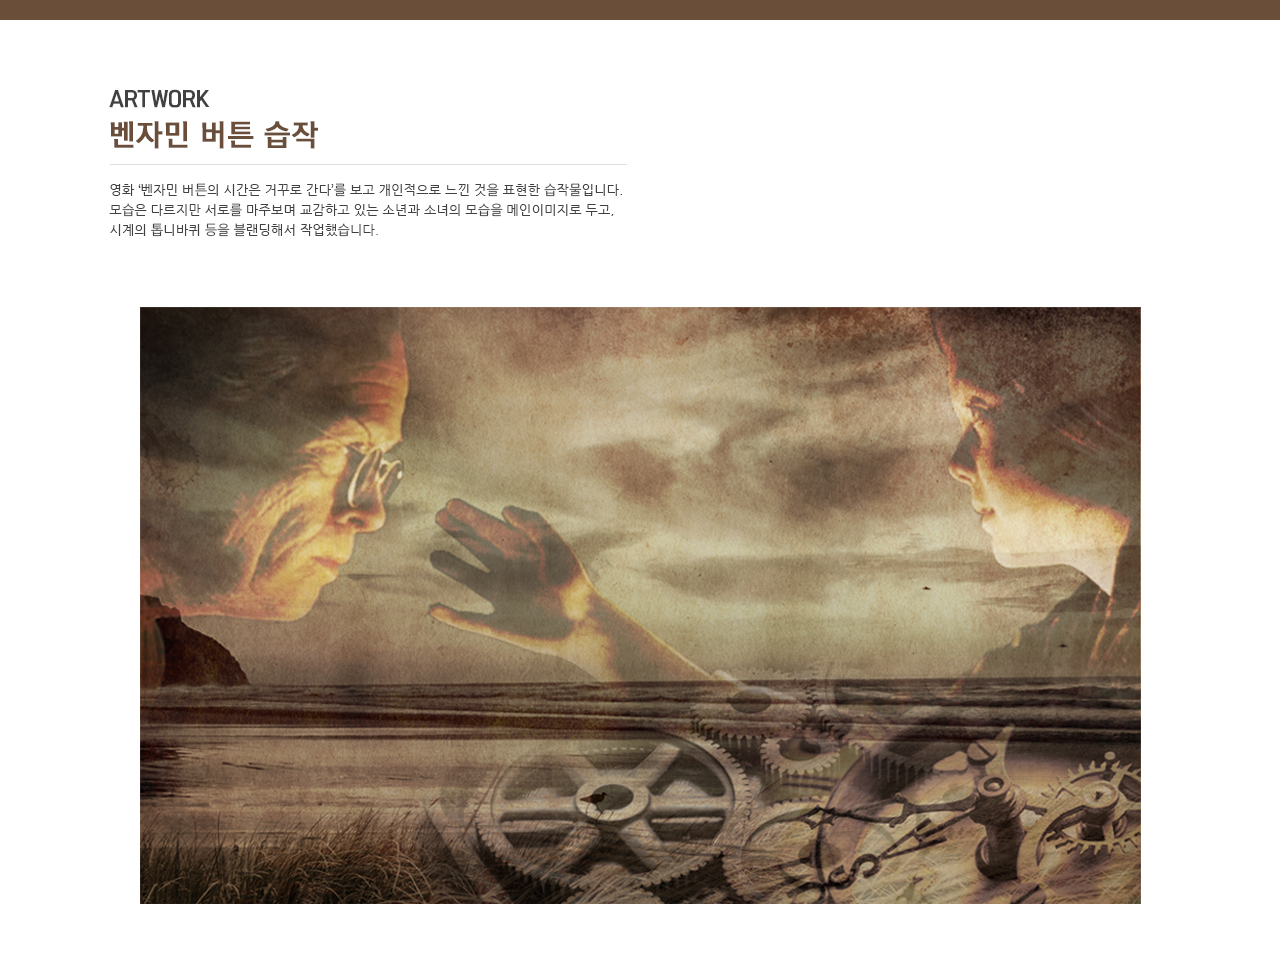 ARTWORK
벤자민 버튼 습작
영화 ‘벤자민 버튼의 시간은 거꾸로 간다’를 보고 개인적으로 느낀 것을 표현한 습작물입니다.
모습은 다르지만 서로를 마주보며 교감하고 있는 소년과 소녀의 모습을 메인이미지로 두고,
시계의 톱니바퀴 등을 블랜딩해서 작업했습니다.